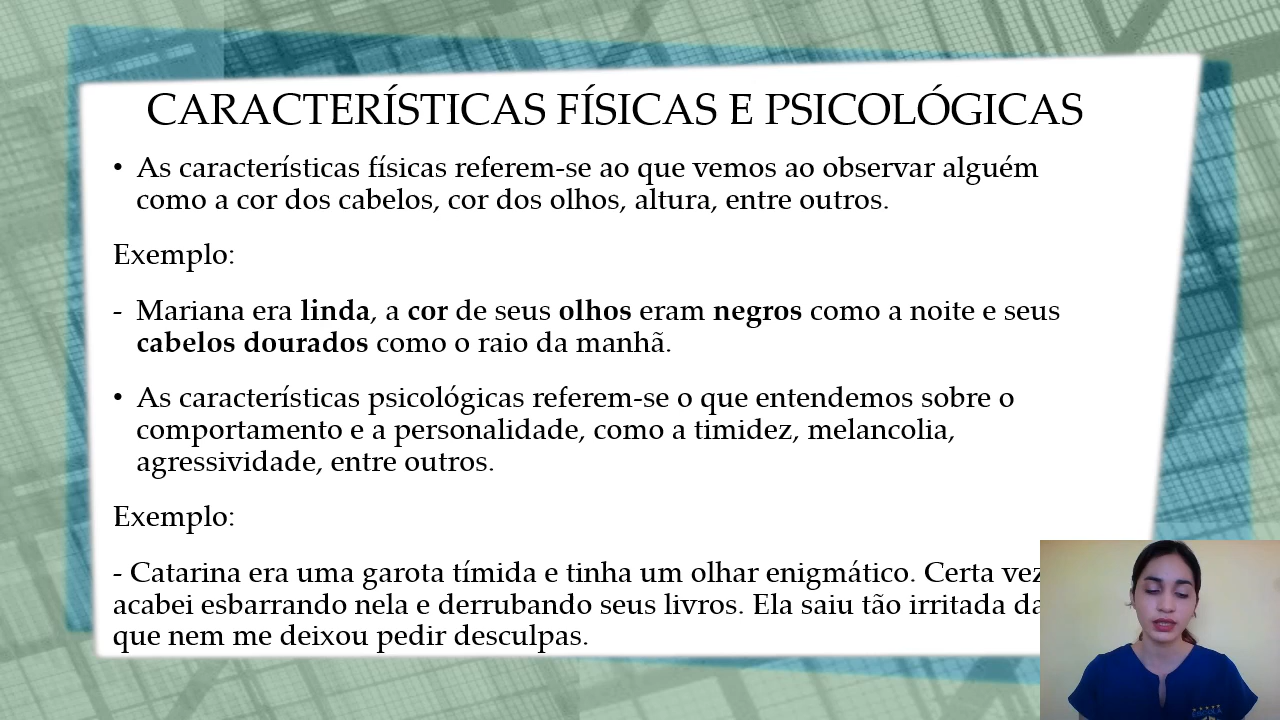 CARACTERÍSTICAS FÍSICAS E PSICOLÓGICAS
• As características físicas referem-se ao que vemos ao observar alguém
como a cor dos cabelos, cor dos olhos, altura, entre outros.
Exemplo:
- Mariana era linda, a cor de seus olhos eram negros como a noite e seus
cabelos dourados como o raio da manhã.
• As características psicológicas referem-se o que entendemos sobre o
comportamento e a personalidade, como a timidez, melancolia,
agressividade, entre outros.
Exemplo:
- Catarina era uma garota tímida e tinha um olhar enigmático. Certa vez
acabei esbarrando nela e derrubando seus livros. Ela saiu tão irritada
que nem me deixou pedir desculpas.